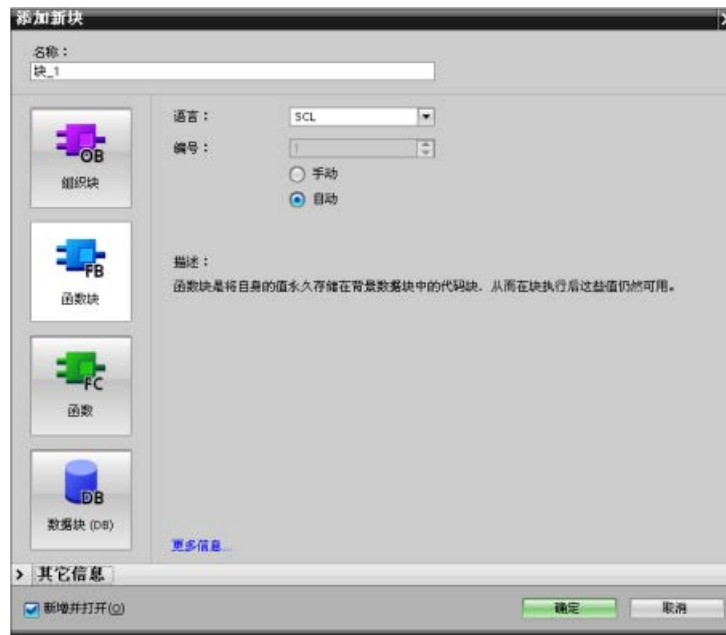 添加新块
名称：
块_1
语言：
SCL
编号：
1
手动
自动
OB
组织块
描述：
函数块是将自身的值永久存储在背景数据块中的代码块，从而在块执行后这些值仍然可用。
FB
函数块
FC
函数
DB
数据块 (DB)
更多信息...
> 其它信息
新增并打开(O)
确定
取消